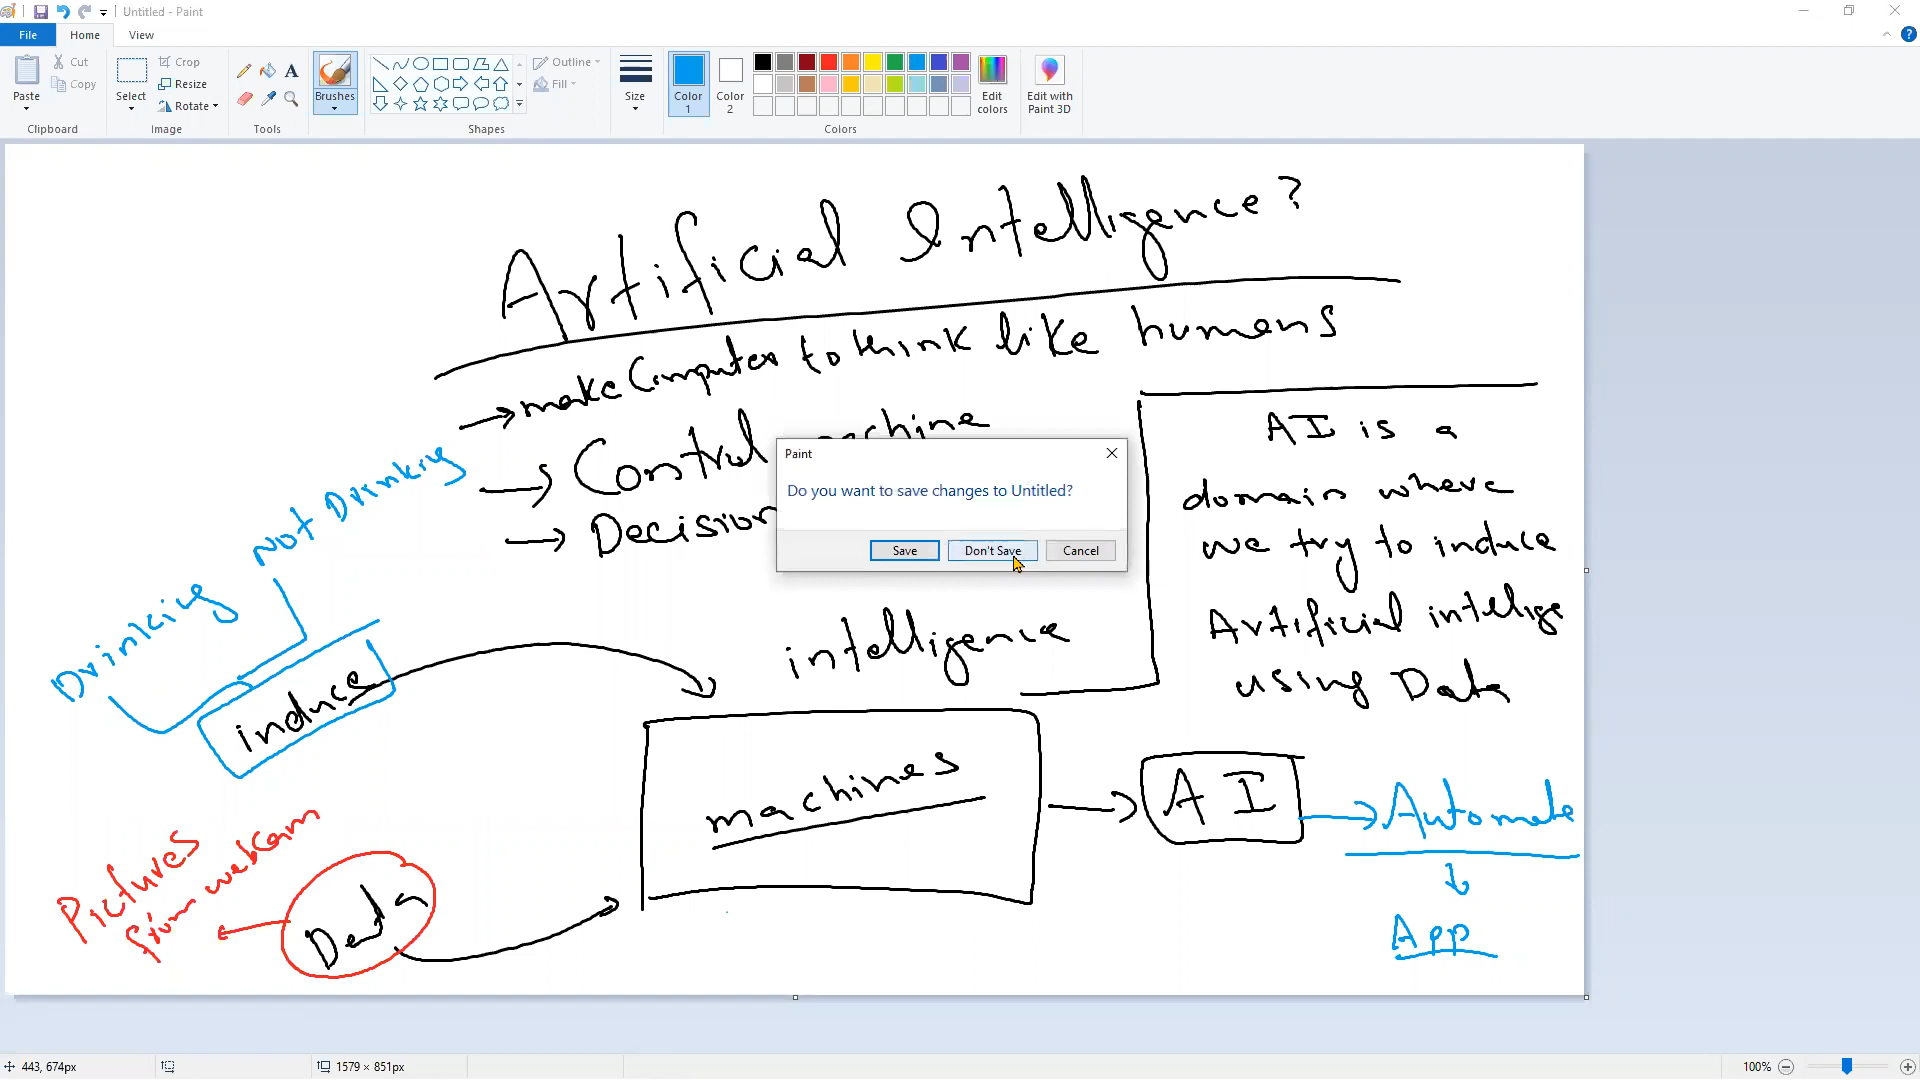 Untitled - Paint
File Home View
Paste Cut Copy Clipboard
Select Crop Resize Rotate Image
Tools
Brushes
Outline Fill Shapes
Size
Color 1 Color 2 Edit colors Colors
Edit with Paint 3D
Artificial Intelligence?
→ make Computer to think like humans
→ Control machine
→ Decision
Paint
Do you want to save changes to Untitled?
Save Don't Save Cancel
AI is a
domain where
we try to induce
Artificial intellige
using Data
Not Drinking
Drinking
induce
intelligence
machines
→ AI → Automate
↓
App
Pictures
from webcam
Data
443, 674px 1579 × 851px 100%